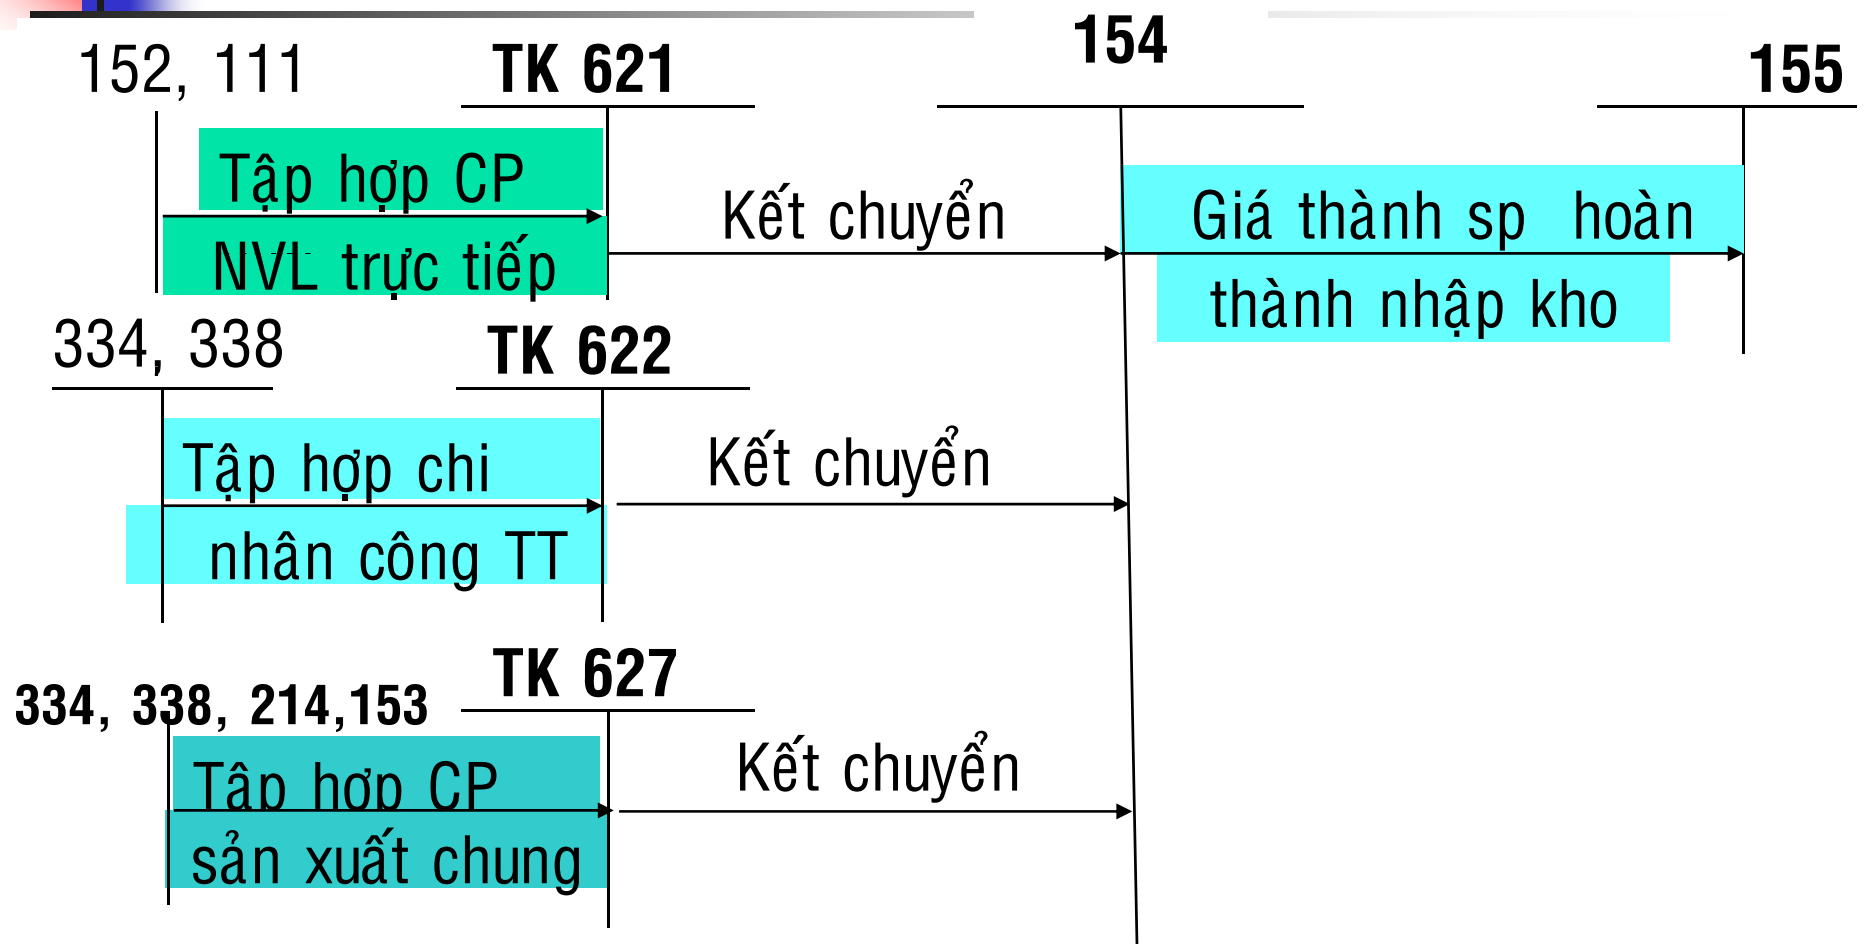 152, 111
TK 621
154
155
Tập hợp CP
NVL trực tiếp
Kết chuyển
Giá thành sp hoàn
thành nhập kho
334, 338
TK 622
Tập hợp chi
nhân công TT
Kết chuyển
334, 338, 214,153
TK 627
Tập hợp CP
sản xuất chung
Kết chuyển